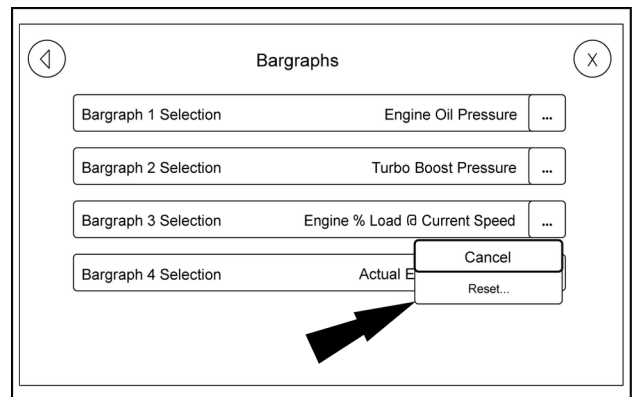 Bargraphs
X
Bargraph 1 Selection Engine Oil Pressure ...
Bargraph 2 Selection Turbo Boost Pressure ...
Bargraph 3 Selection Engine % Load @ Current Speed ...
Cancel
Bargraph 4 Selection Actual E
Reset...